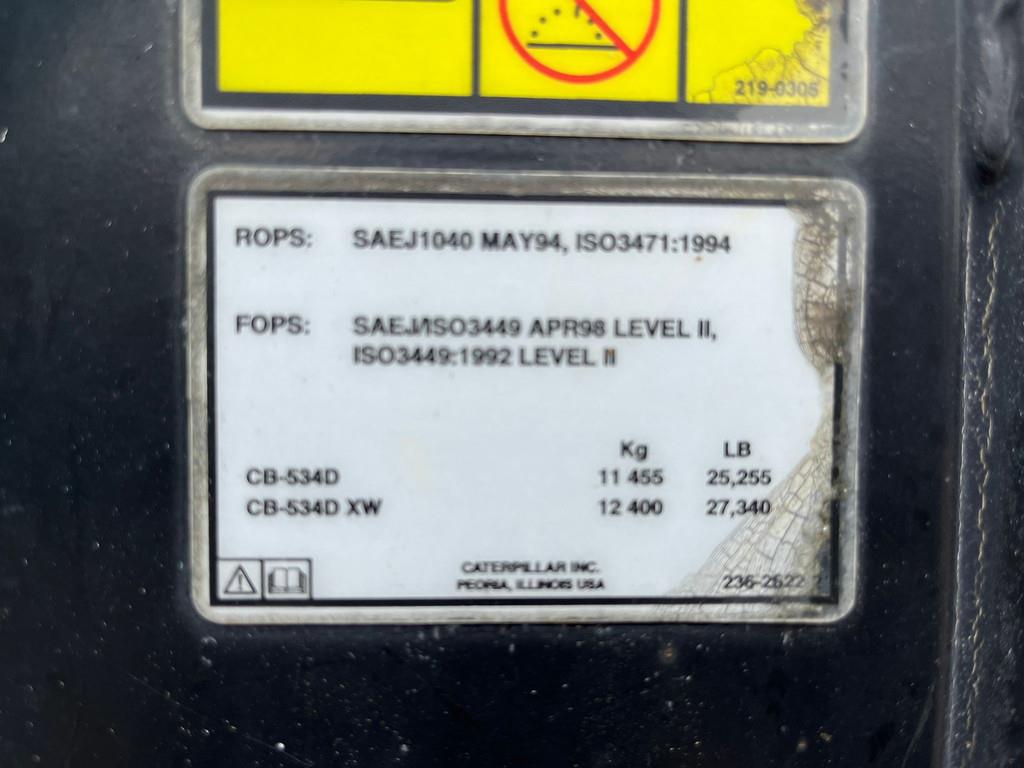 219-0306
ROPS: SAEJ1040 MAY94, ISO3471:1994
FOPS: SAEJ/ISO3449 APR98 LEVEL II,
ISO3449:1992 LEVEL II
Kg LB
CB-534D 11 455 25,255
CB-534D XW 12 400 27,340
CATERPILLAR INC.
PEORIA, ILLINOIS USA
236-2622 2